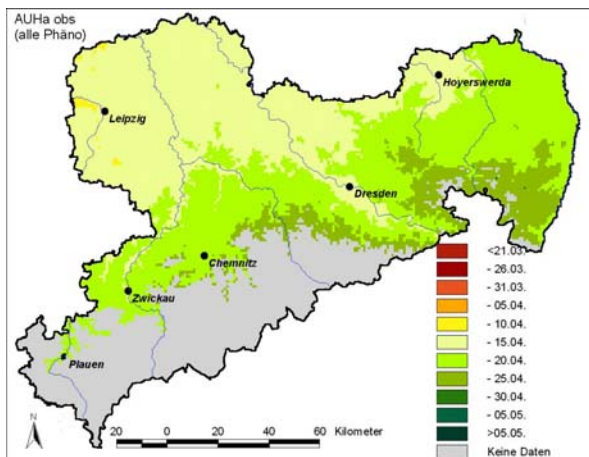 AUHa obs
(alle Phäno)
Hoyerswerda
Leipzig
Dresden
Chemnitz
Zwickau
Plauen
<21.03.
- 26.03.
- 31.03.
- 05.04.
- 10.04.
- 15.04.
- 20.04.
- 25.04.
- 30.04.
- 05.05.
>05.05.
Keine Daten
N
20 0 20 40 60 Kilometer